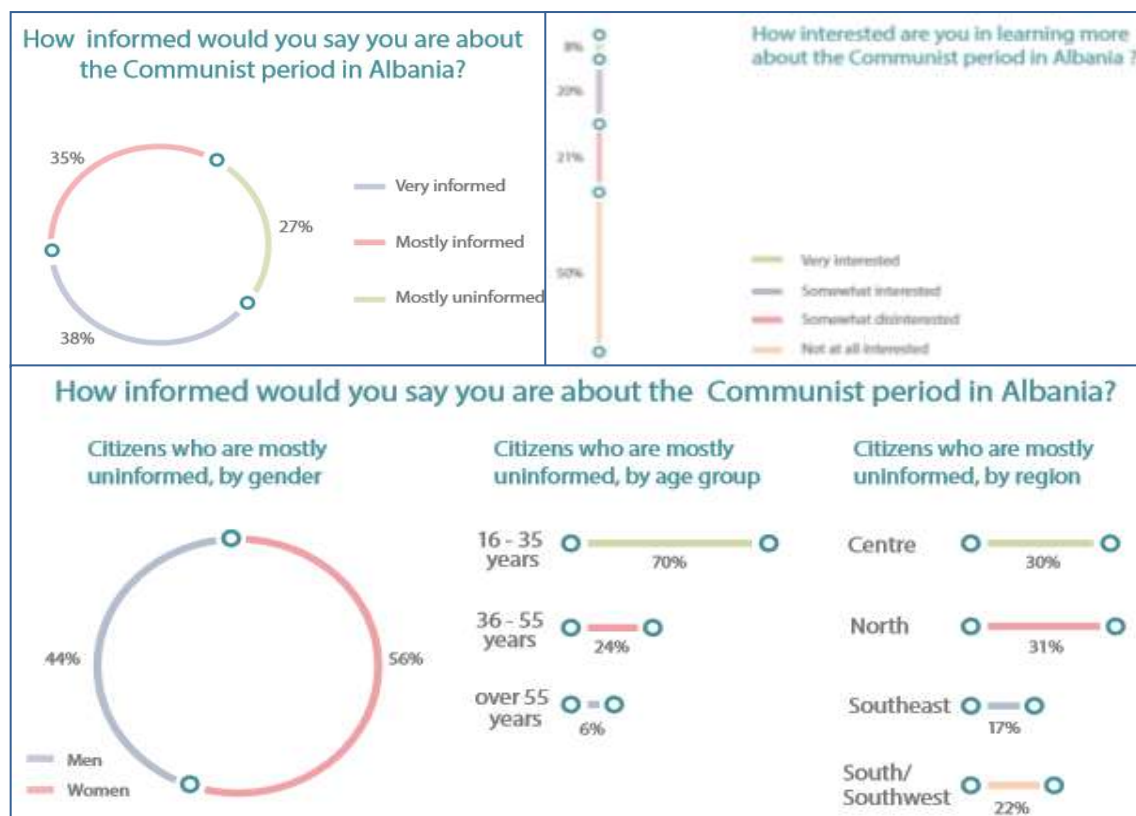 How informed would you say you are about
the Communist period in Albania?
35%
27%
38%
Very informed
Mostly informed
Mostly uninformed
How interested are you in learning more
about the Communist period in Albania ?
8%
20%
21%
50%
Very interested
Somewhat interested
Somewhat disinterested
Not at all interested
How informed would you say you are about the Communist period in Albania?
Citizens who are mostly
uninformed, by gender
44%
56%
Men
Women
Citizens who are mostly
uninformed, by age group
16 - 35
years
70%
36 - 55
years
24%
over 55
years
6%
Citizens who are mostly
uninformed, by region
Centre
30%
North
31%
Southeast
17%
South/
Southwest
22%